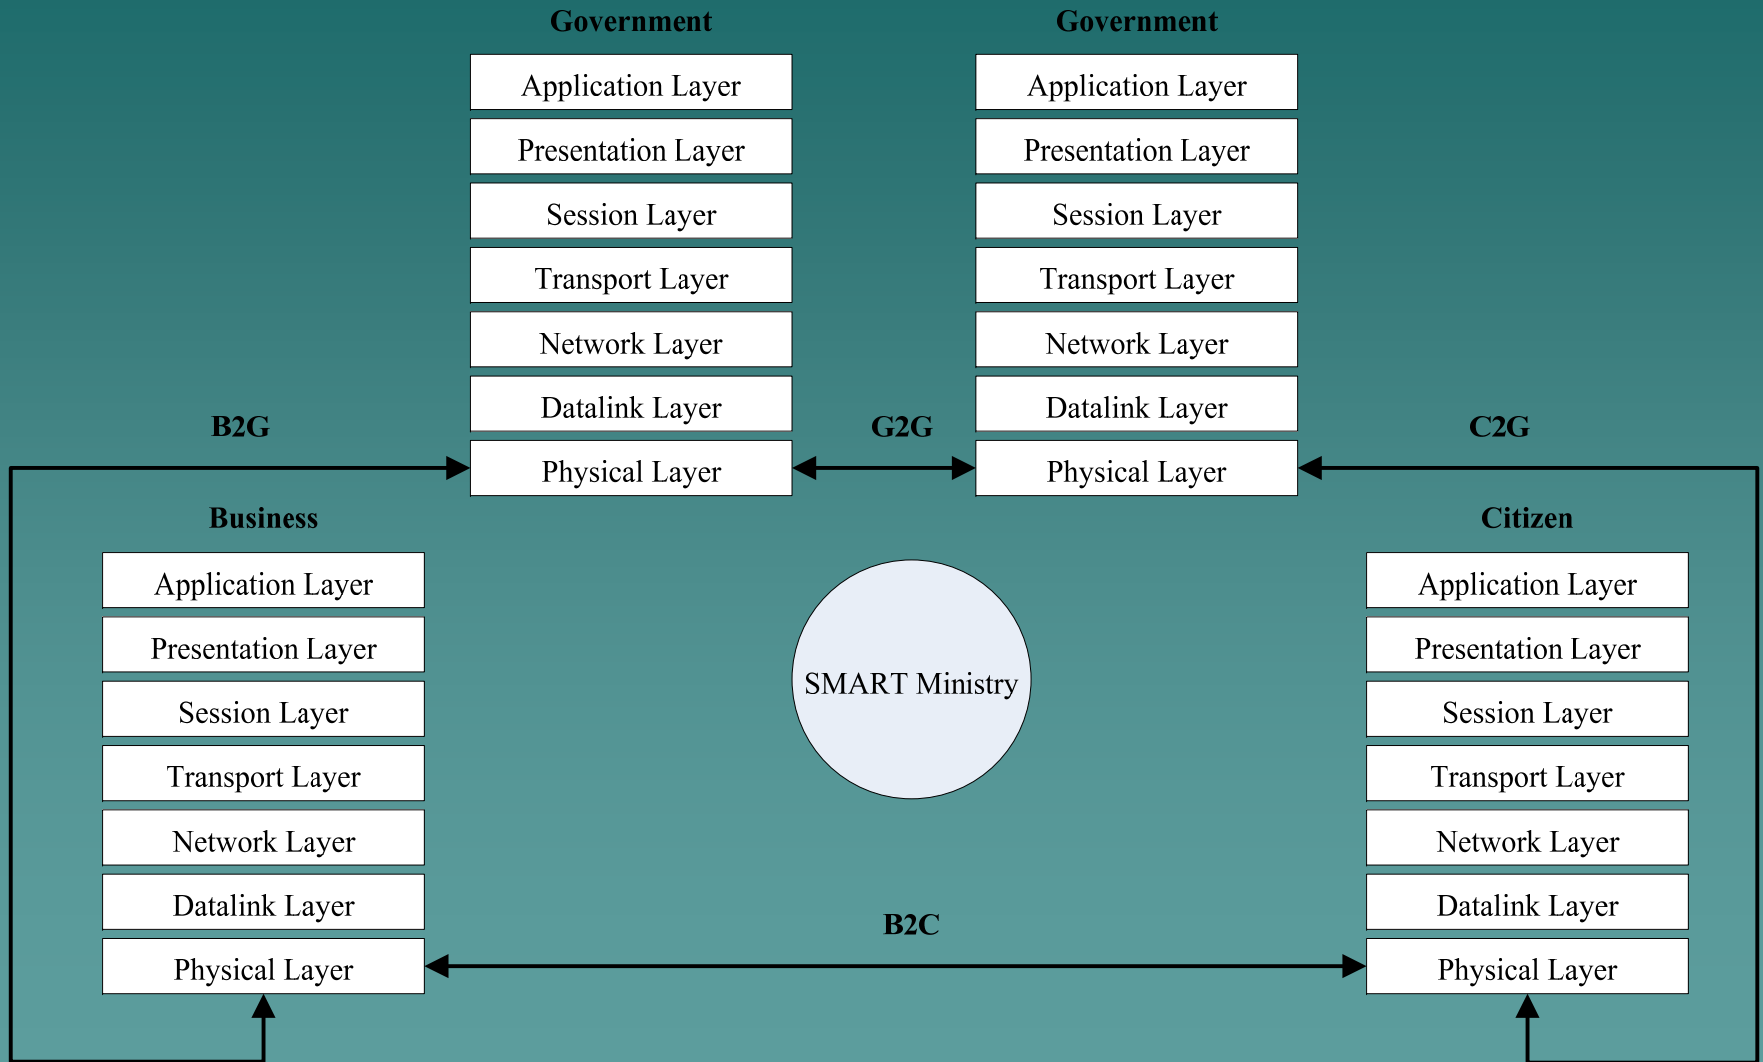 Government
Application Layer
Presentation Layer
Session Layer
Transport Layer
Network Layer
Datalink Layer
Physical Layer
Government
Application Layer
Presentation Layer
Session Layer
Transport Layer
Network Layer
Datalink Layer
Physical Layer
B2G
G2G
C2G
Business
Application Layer
Presentation Layer
Session Layer
Transport Layer
Network Layer
Datalink Layer
Physical Layer
SMART Ministry
B2C
Citizen
Application Layer
Presentation Layer
Session Layer
Transport Layer
Network Layer
Datalink Layer
Physical Layer